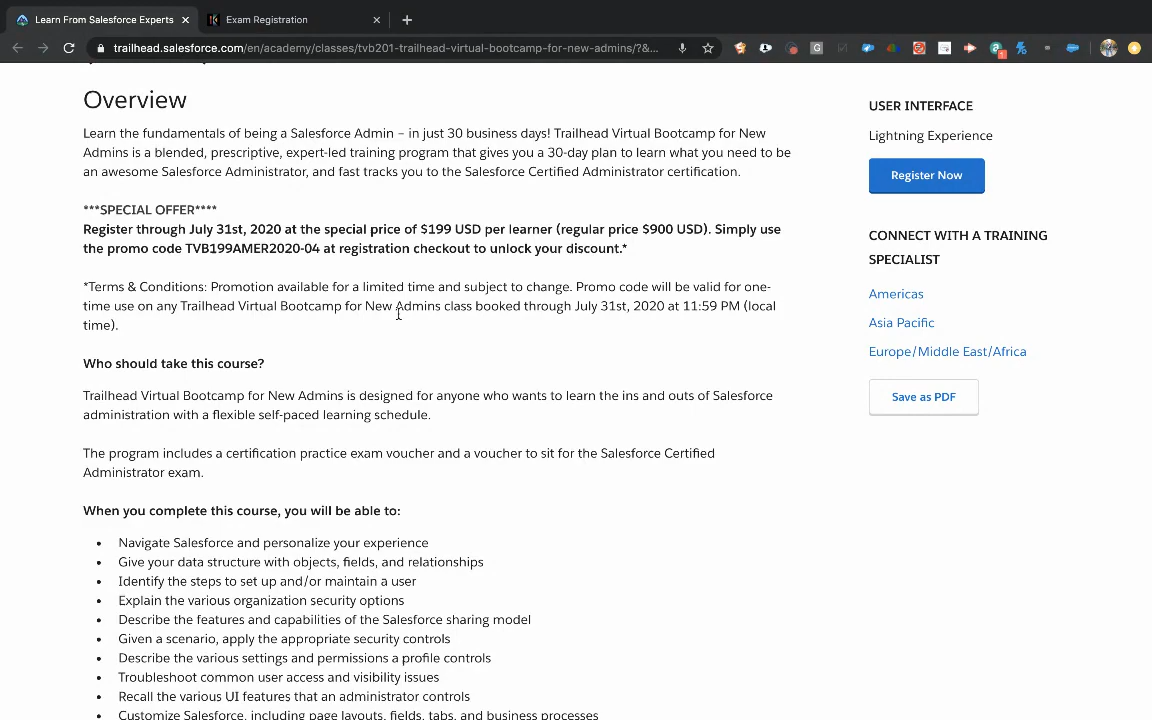 Learn From Salesforce Experts
Exam Registration
trailhead.salesforce.com/en/academy/classes/tvb201-trailhead-virtual-bootcamp-for-new-admins/?&...
Overview
Learn the fundamentals of being a Salesforce Admin – in just 30 business days! Trailhead Virtual Bootcamp for New
Admins is a blended, prescriptive, expert-led training program that gives you a 30-day plan to learn what you need to be
an awesome Salesforce Administrator, and fast tracks you to the Salesforce Certified Administrator certification.
***SPECIAL OFFER****
Register through July 31st, 2020 at the special price of $199 USD per learner (regular price $900 USD). Simply use
the promo code TVB199AMER2020-04 at registration checkout to unlock your discount.*
*Terms & Conditions: Promotion available for a limited time and subject to change. Promo code will be valid for one-
time use on any Trailhead Virtual Bootcamp for New Admins class booked through July 31st, 2020 at 11:59 PM (local
time).
Who should take this course?
Trailhead Virtual Bootcamp for New Admins is designed for anyone who wants to learn the ins and outs of Salesforce
administration with a flexible self-paced learning schedule.
The program includes a certification practice exam voucher and a voucher to sit for the Salesforce Certified
Administrator exam.
When you complete this course, you will be able to:
• Navigate Salesforce and personalize your experience
• Give your data structure with objects, fields, and relationships
• Identify the steps to set up and/or maintain a user
• Explain the various organization security options
• Describe the features and capabilities of the Salesforce sharing model
• Given a scenario, apply the appropriate security controls
• Describe the various settings and permissions a profile controls
• Troubleshoot common user access and visibility issues
• Recall the various UI features that an administrator controls
• Customize Salesforce, including page layouts, fields, tabs, and business processes
USER INTERFACE
Lightning Experience
Register Now
CONNECT WITH A TRAINING
SPECIALIST
Americas
Asia Pacific
Europe/Middle East/Africa
Save as PDF